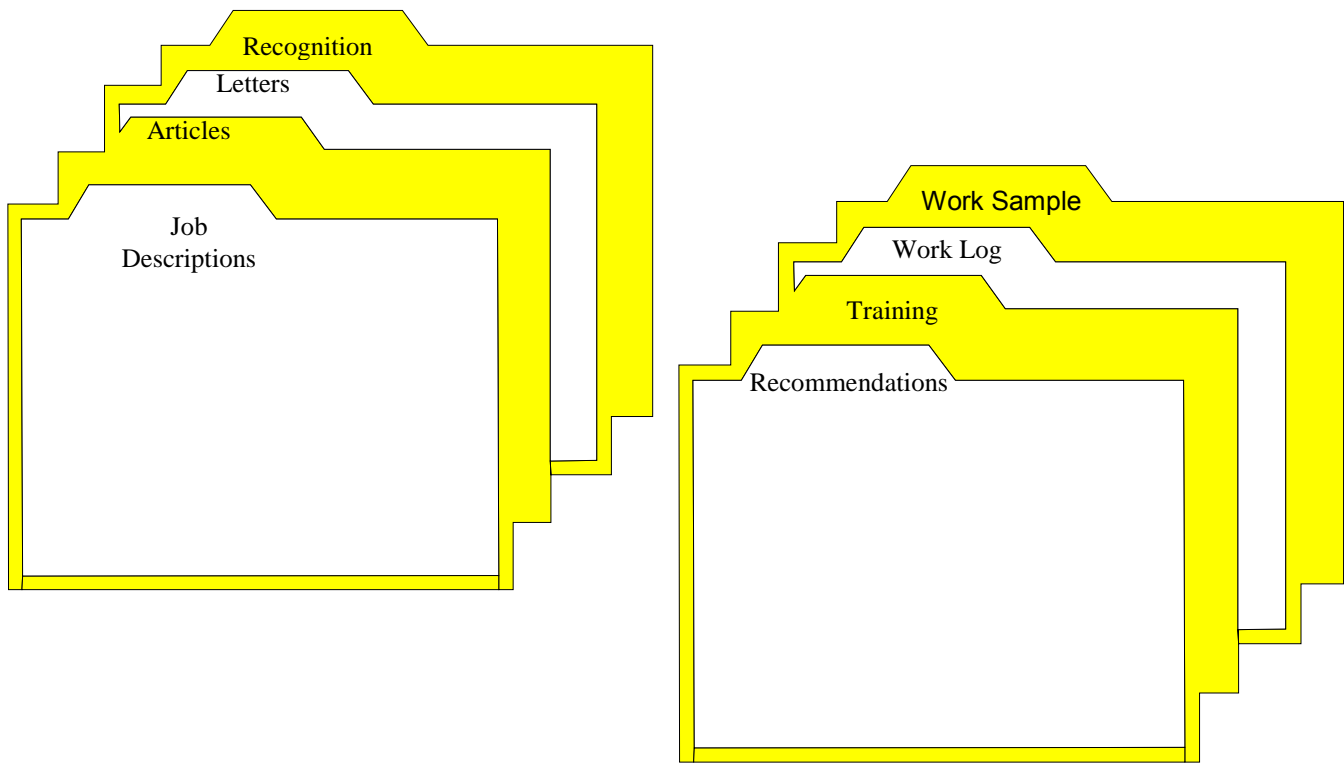 Recognition
Letters
Articles
Job
Descriptions
Work Sample
Work Log
Training
Recommendations